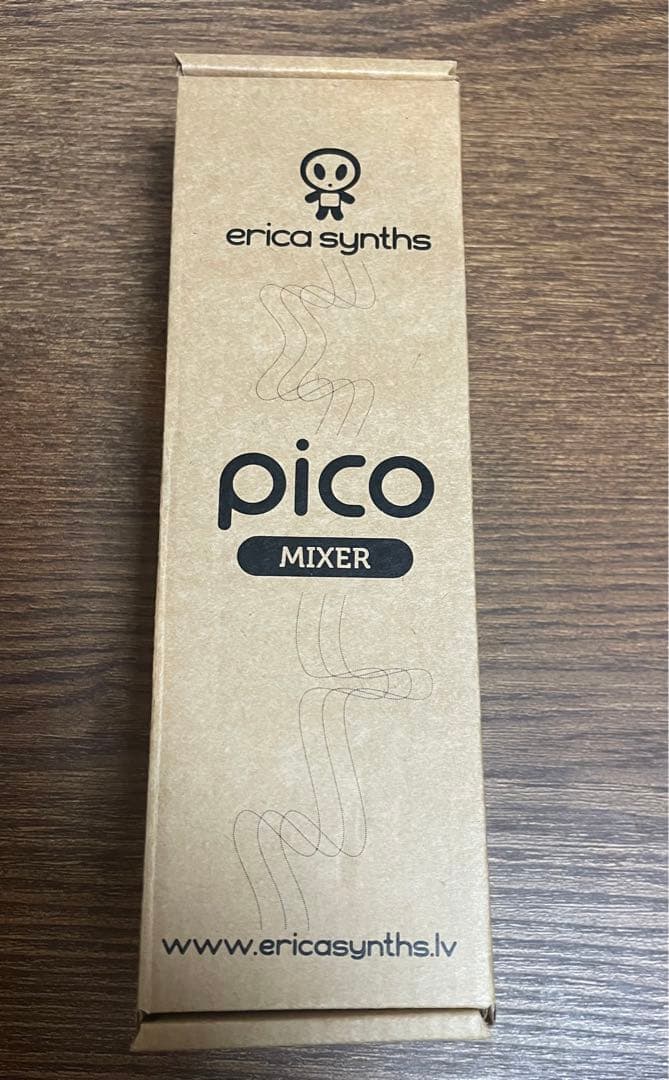 erica synths
pico
MIXER
www.ericasynths.lv